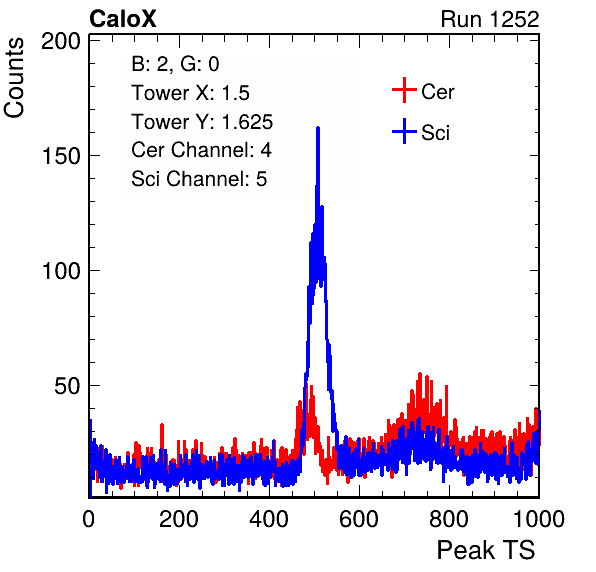 CaloX Run 1252
Counts
B: 2, G: 0
Tower X: 1.5
Tower Y: 1.625
Cer Channel: 4
Sci Channel: 5
Cer
Sci
200
150
100
50
0 200 400 600 800 1000
Peak TS